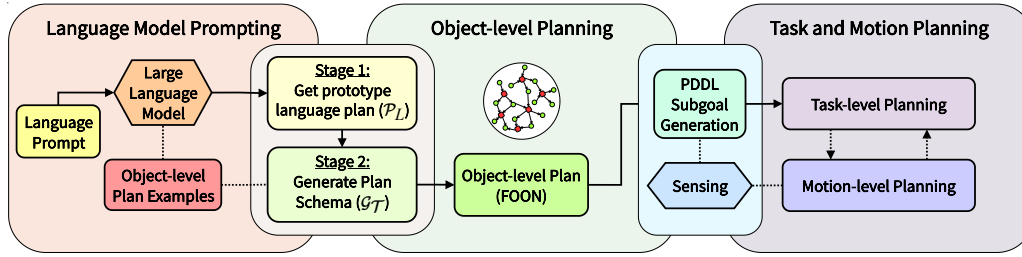 Language Model Prompting
Object-level Planning
Task and Motion Planning
Large
Language
Model
Language
Prompt
Object-level
Plan Examples
Stage 1:
Get prototype
language plan (𝒫_L)
Stage 2:
Generate Plan
Schema (𝒢_𝒯)
Object-level Plan
(FOON)
PDDL
Subgoal
Generation
Sensing
Task-level Planning
Motion-level Planning